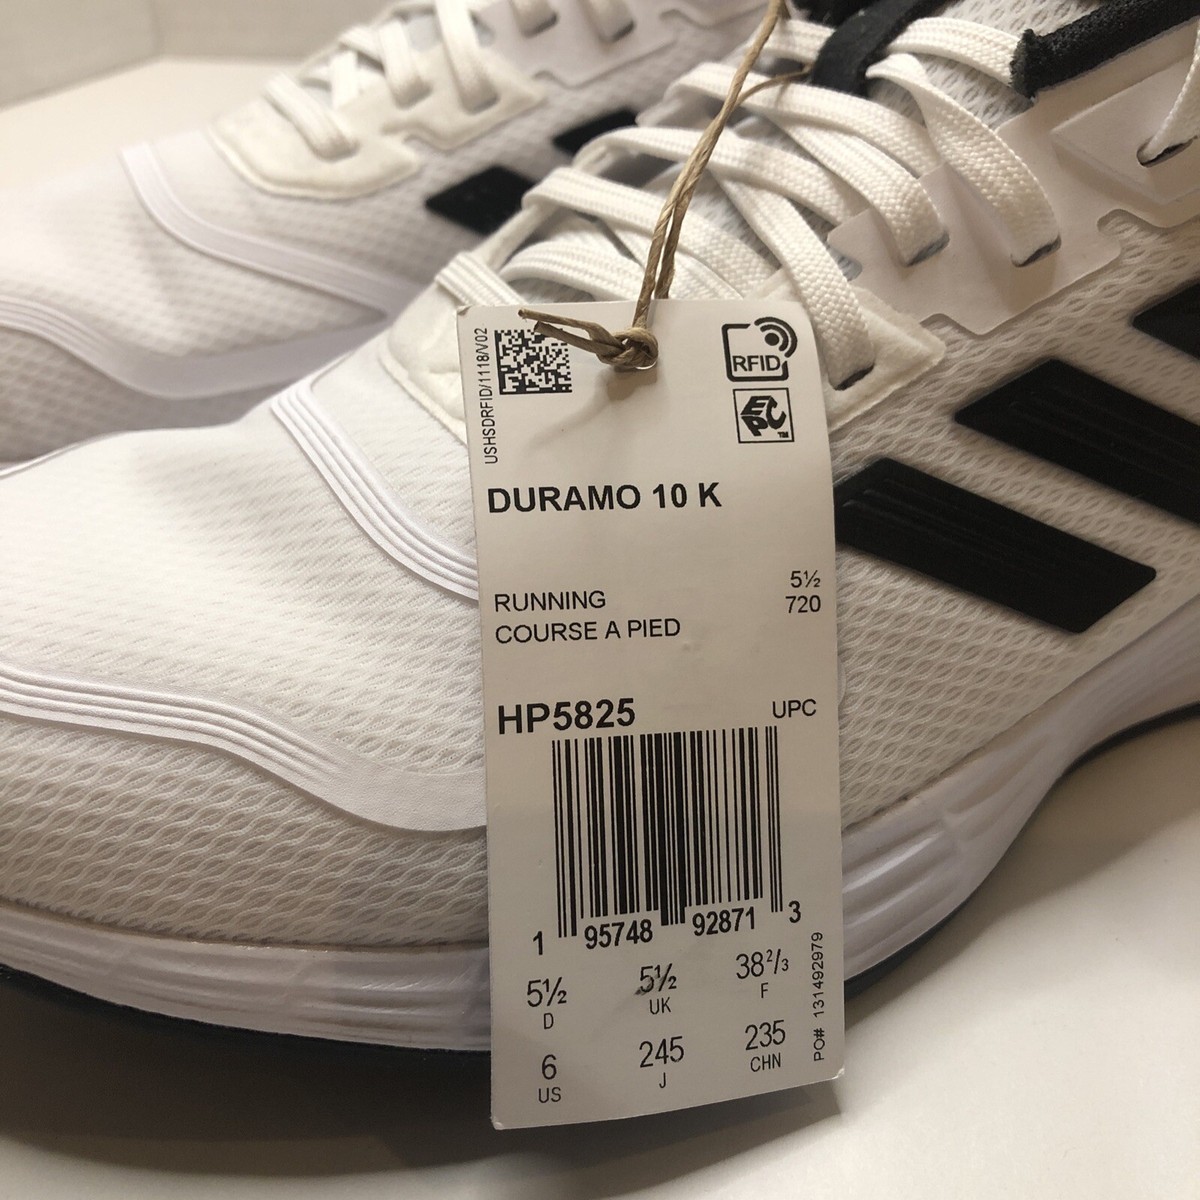 USHSDRFID/1118/V02
RFID
EPC™
DURAMO 10 K
RUNNING
COURSE A PIED
5½
720
HP5825
UPC
1 95748 92871 3
5½ 5½ 38⅔
D UK F
6 245 235
US J CHN
PO# 131492979